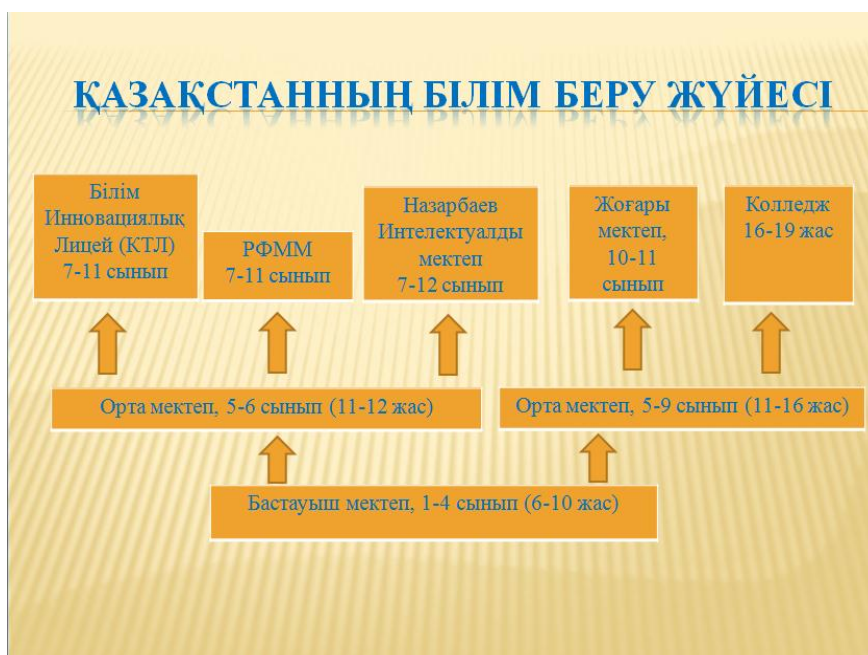 ҚАЗАҚСТАННЫҢ БІЛІМ БЕРУ ЖҮЙЕСІ
Білім
Инновациялық
Лицей (КТЛ)
7-11 сынып
РФММ
7-11 сынып
Назарбаев
Интелектуалды
мектеп
7-12 сынып
Жоғары
мектеп,
10-11
сынып
Колледж
16-19 жас
Орта мектеп, 5-6 сынып (11-12 жас)
Орта мектеп, 5-9 сынып (11-16 жас)
Бастауыш мектеп, 1-4 сынып (6-10 жас)